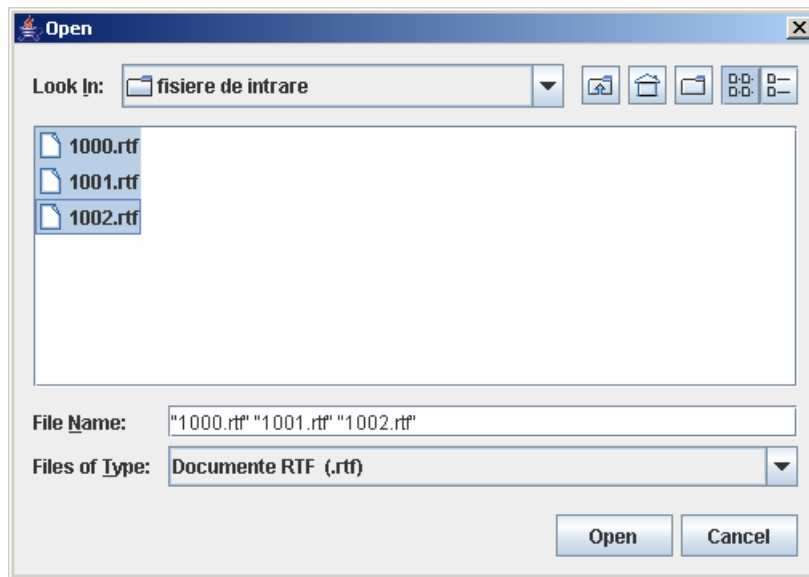 Open
Look In: fisiere de intrare
1000.rtf
1001.rtf
1002.rtf
File Name: "1000.rtf" "1001.rtf" "1002.rtf"
Files of Type: Documente RTF (.rtf)
Open Cancel